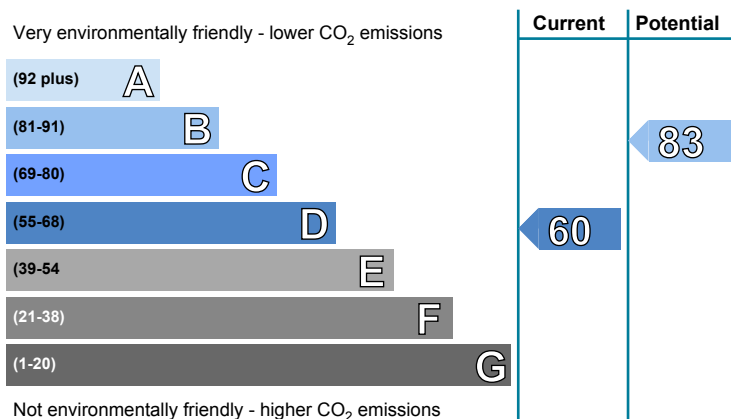 Current Potential
Very environmentally friendly - lower CO₂ emissions
(92 plus) A
(81-91) B
83
(69-80) C
(55-68) D
60
(39-54 E
(21-38) F
(1-20) G
Not environmentally friendly - higher CO₂ emissions